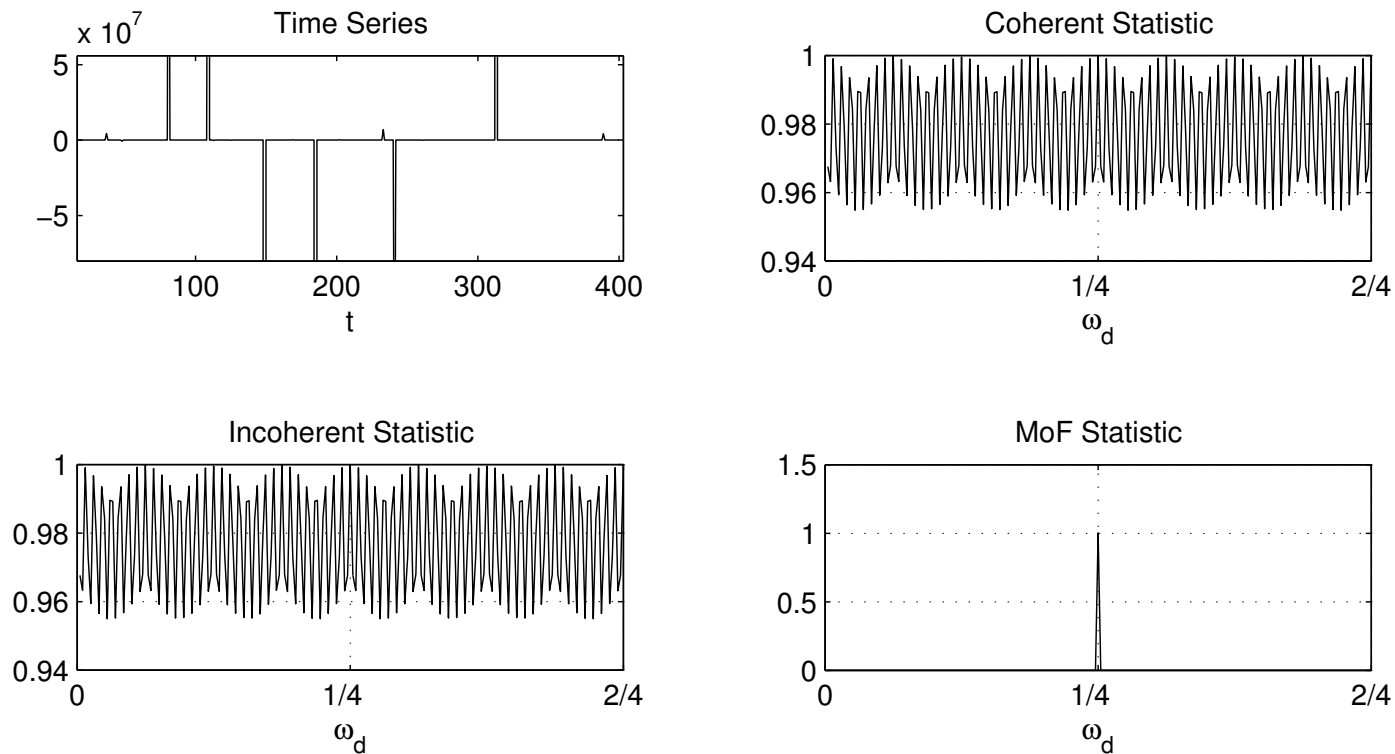 Time Series
x 10^7
5
0
−5
100 200 300 400
t
Coherent Statistic
1
0.98
0.96
0.94
0 1/4 2/4
ω_d
Incoherent Statistic
1
0.98
0.96
0.94
0 1/4 2/4
ω_d
MoF Statistic
1.5
1
0.5
0
0 1/4 2/4
ω_d